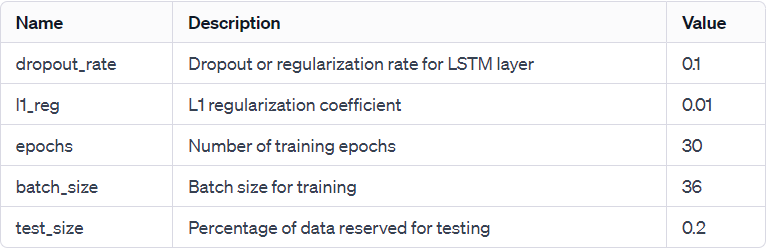 Name Description Value
dropout_rate Dropout or regularization rate for LSTM layer 0.1
l1_reg L1 regularization coefficient 0.01
epochs Number of training epochs 30
batch_size Batch size for training 36
test_size Percentage of data reserved for testing 0.2